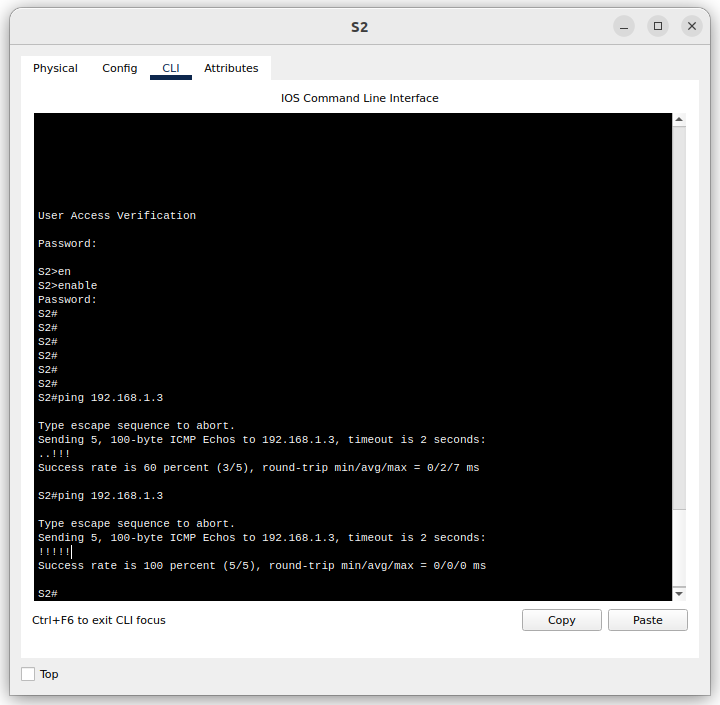 S2
Physical Config CLI Attributes
IOS Command Line Interface
User Access Verification
Password:
S2>en
S2>enable
Password:
S2#
S2#
S2#
S2#
S2#
S2#
S2#ping 192.168.1.3
Type escape sequence to abort.
Sending 5, 100-byte ICMP Echos to 192.168.1.3, timeout is 2 seconds:
..!!!
Success rate is 60 percent (3/5), round-trip min/avg/max = 0/2/7 ms
S2#ping 192.168.1.3
Type escape sequence to abort.
Sending 5, 100-byte ICMP Echos to 192.168.1.3, timeout is 2 seconds:
!!!!!
Success rate is 100 percent (5/5), round-trip min/avg/max = 0/0/0 ms
S2#
Ctrl+F6 to exit CLI focus
Copy Paste
Top